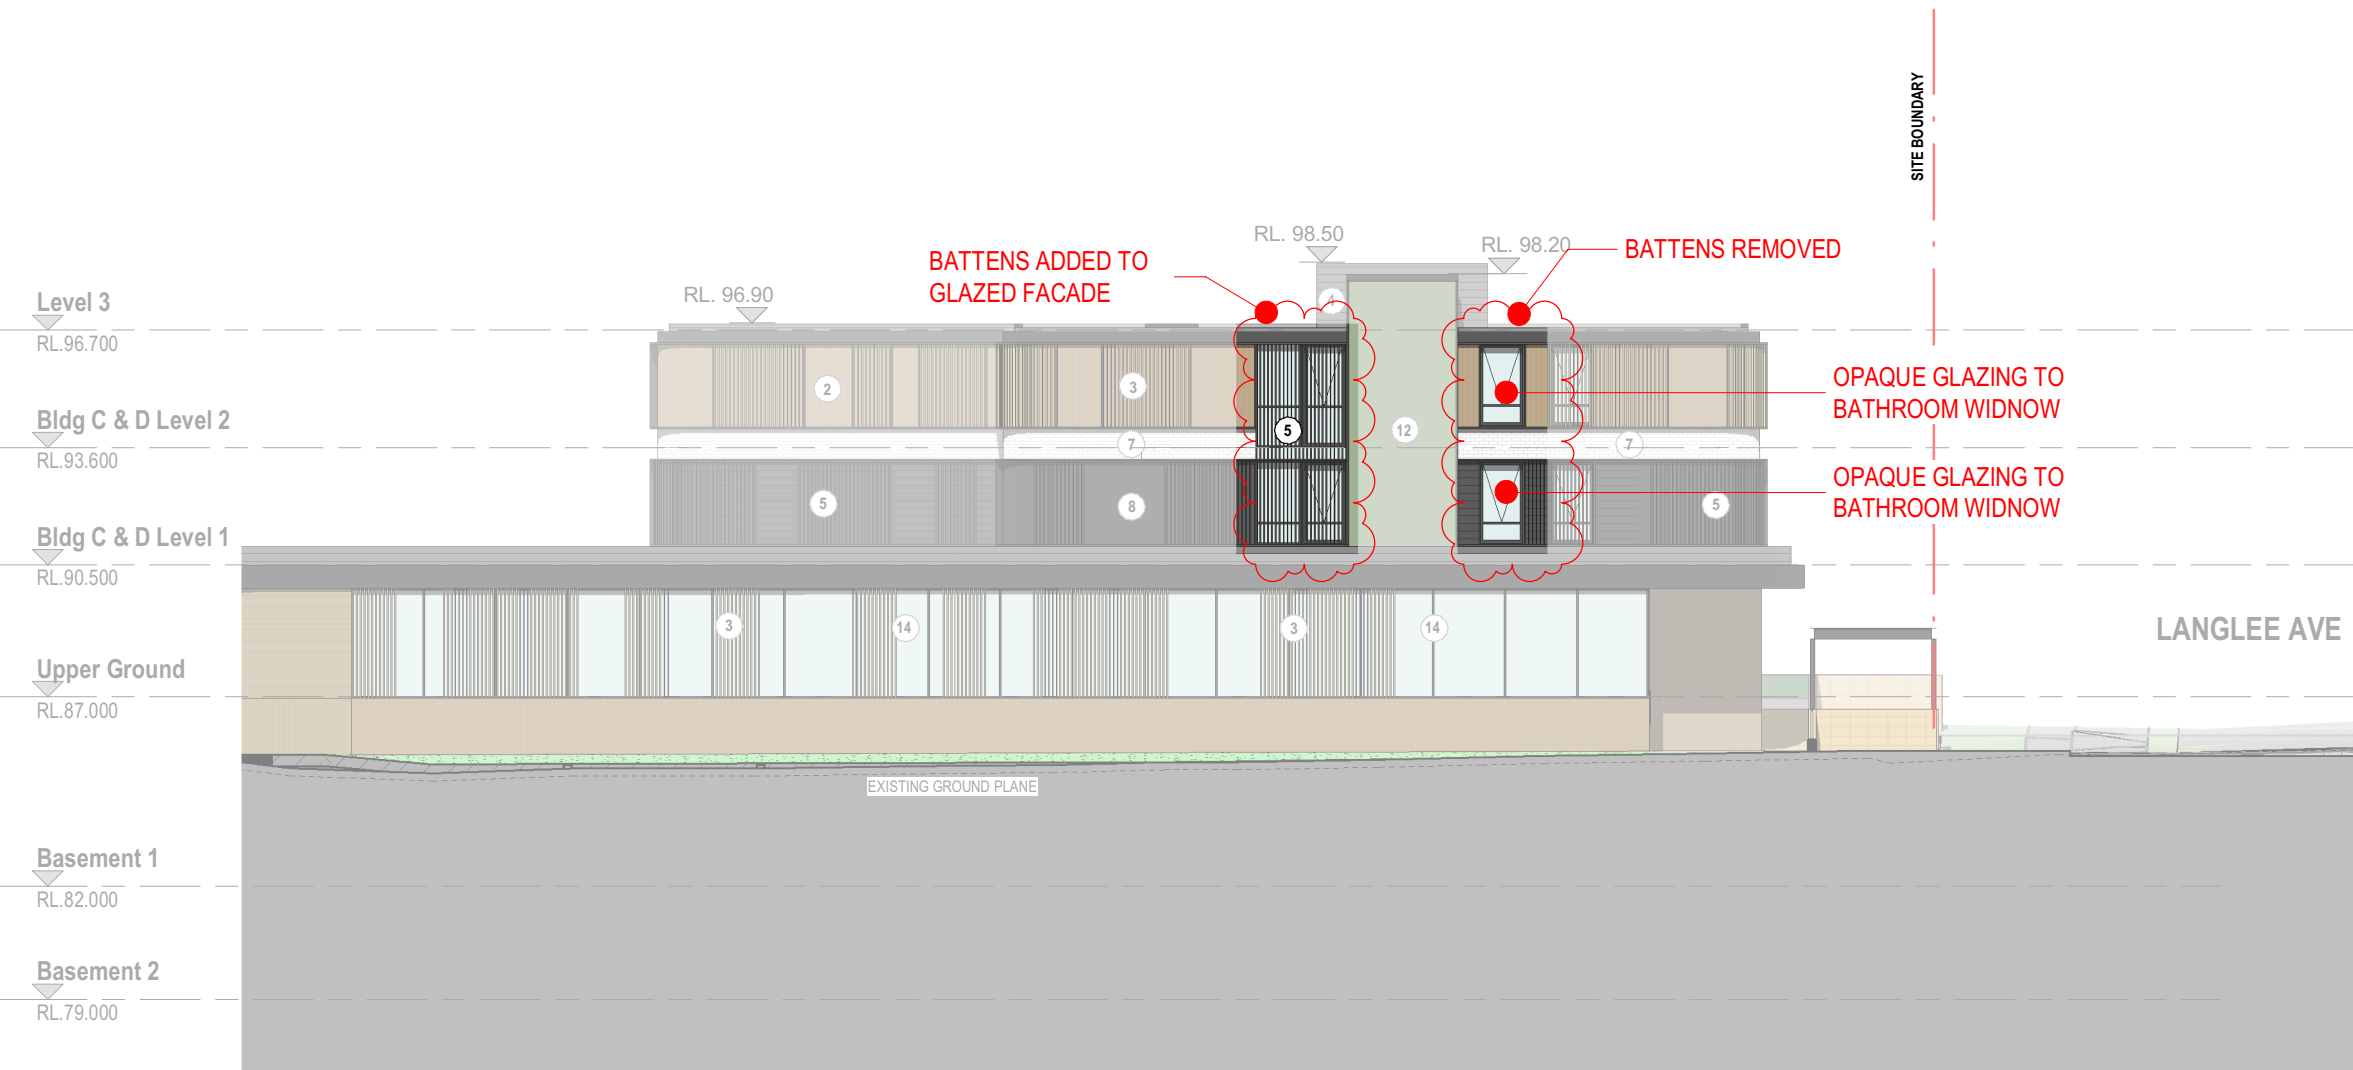 SITE BOUNDARY
RL. 98.50
RL. 98.20
BATTENS REMOVED
BATTENS ADDED TO
GLAZED FACADE
RL. 96.90
Level 3
RL.96.700
4
OPAQUE GLAZING TO
BATHROOM WIDNOW
2
3
Bldg C & D Level 2
RL.93.600
5
12
7
7
OPAQUE GLAZING TO
BATHROOM WIDNOW
5
8
5
Bldg C & D Level 1
RL.90.500
3
14
3
14
LANGLEE AVE
Upper Ground
RL.87.000
EXISTING GROUND PLANE
Basement 1
RL.82.000
Basement 2
RL.79.000